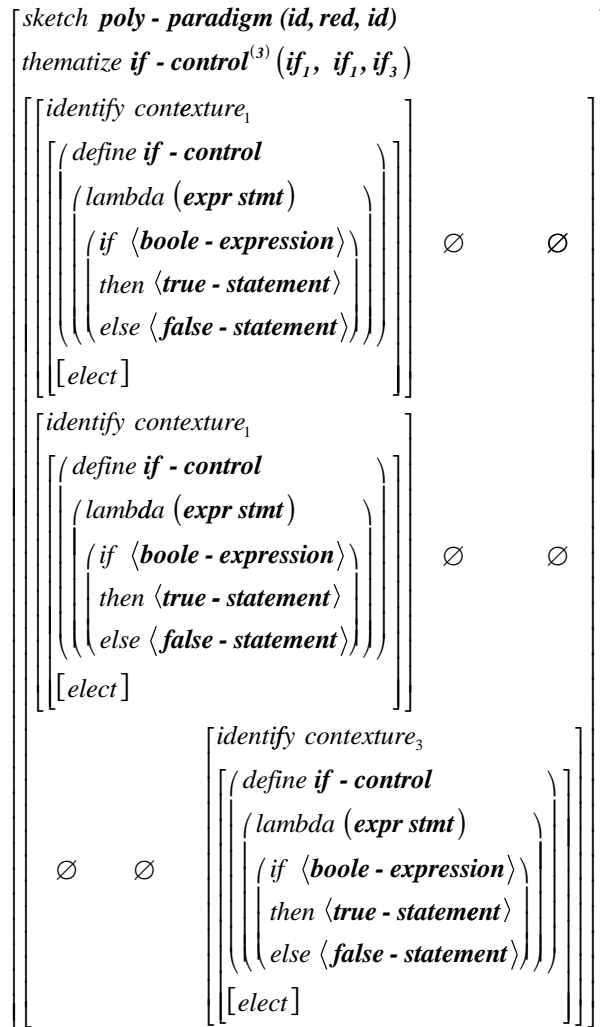 sketch poly - paradigm (id, red, id)
thematize if - control⁽³⁾ (if₁, if₁, if₃)
identify contexture₁
(define if - control
(lambda (expr stmt)
(if ⟨boole - expression⟩ ∅ ∅
then ⟨true - statement⟩
else ⟨false - statement⟩)))
[elect]
identify contexture₁
(define if - control
(lambda (expr stmt)
(if ⟨boole - expression⟩ ∅ ∅
then ⟨true - statement⟩
else ⟨false - statement⟩)))
[elect]
identify contexture₃
(define if - control
(lambda (expr stmt)
∅ ∅ (if ⟨boole - expression⟩
then ⟨true - statement⟩
else ⟨false - statement⟩)))
[elect]